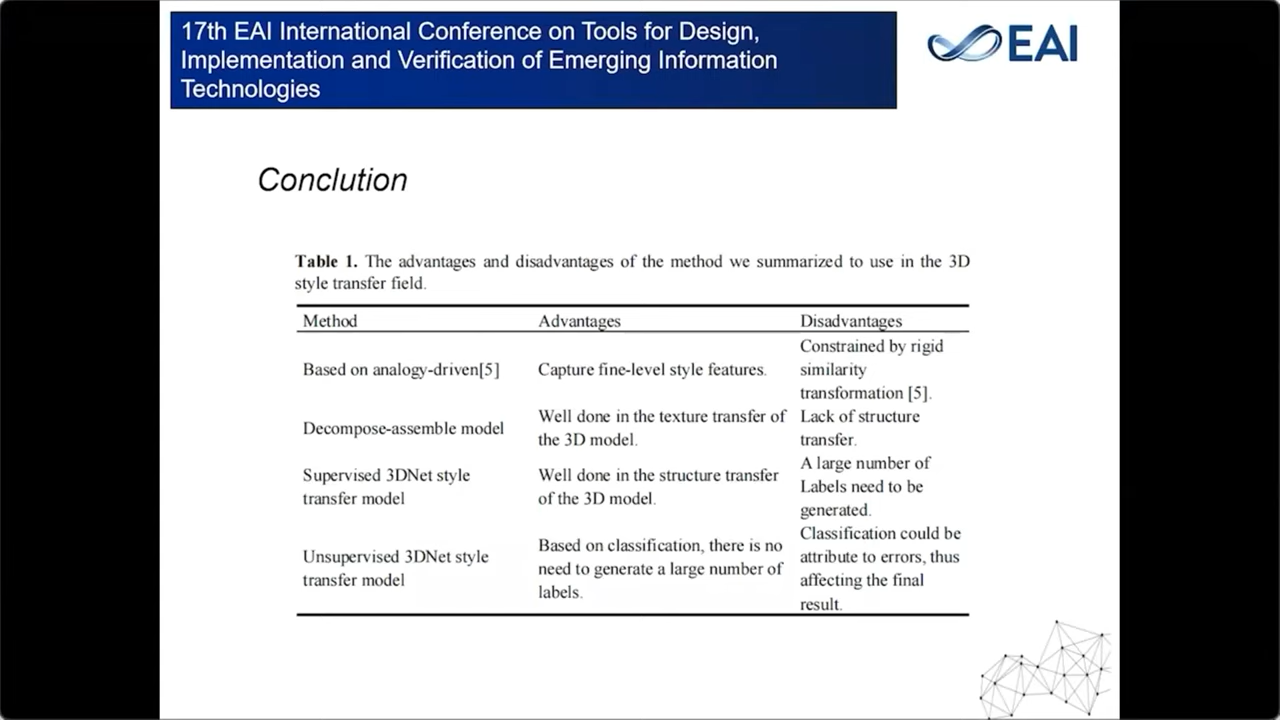 17th EAI International Conference on Tools for Design,
Implementation and Verification of Emerging Information
Technologies
EAI
Conclution
Table 1. The advantages and disadvantages of the method we summarized to use in the 3D
style transfer field.
Method Advantages Disadvantages
Based on analogy-driven[5]
Capture fine-level style features.
Constrained by rigid
similarity
transformation [5].
Decompose-assemble model
Well done in the texture transfer of
the 3D model.
Lack of structure
transfer.
Supervised 3DNet style
transfer model
Well done in the structure transfer
of the 3D model.
A large number of
Labels need to be
generated.
Unsupervised 3DNet style
transfer model
Based on classification, there is no
need to generate a large number of
labels.
Classification could be
attribute to errors, thus
affecting the final
result.